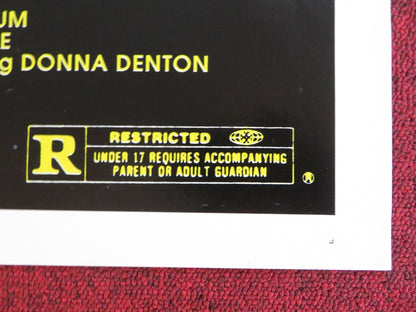 UM
E
g DONNA DENTON
R
RESTRICTED
UNDER 17 REQUIRES ACCOMPANYING
PARENT OR ADULT GUARDIAN
®